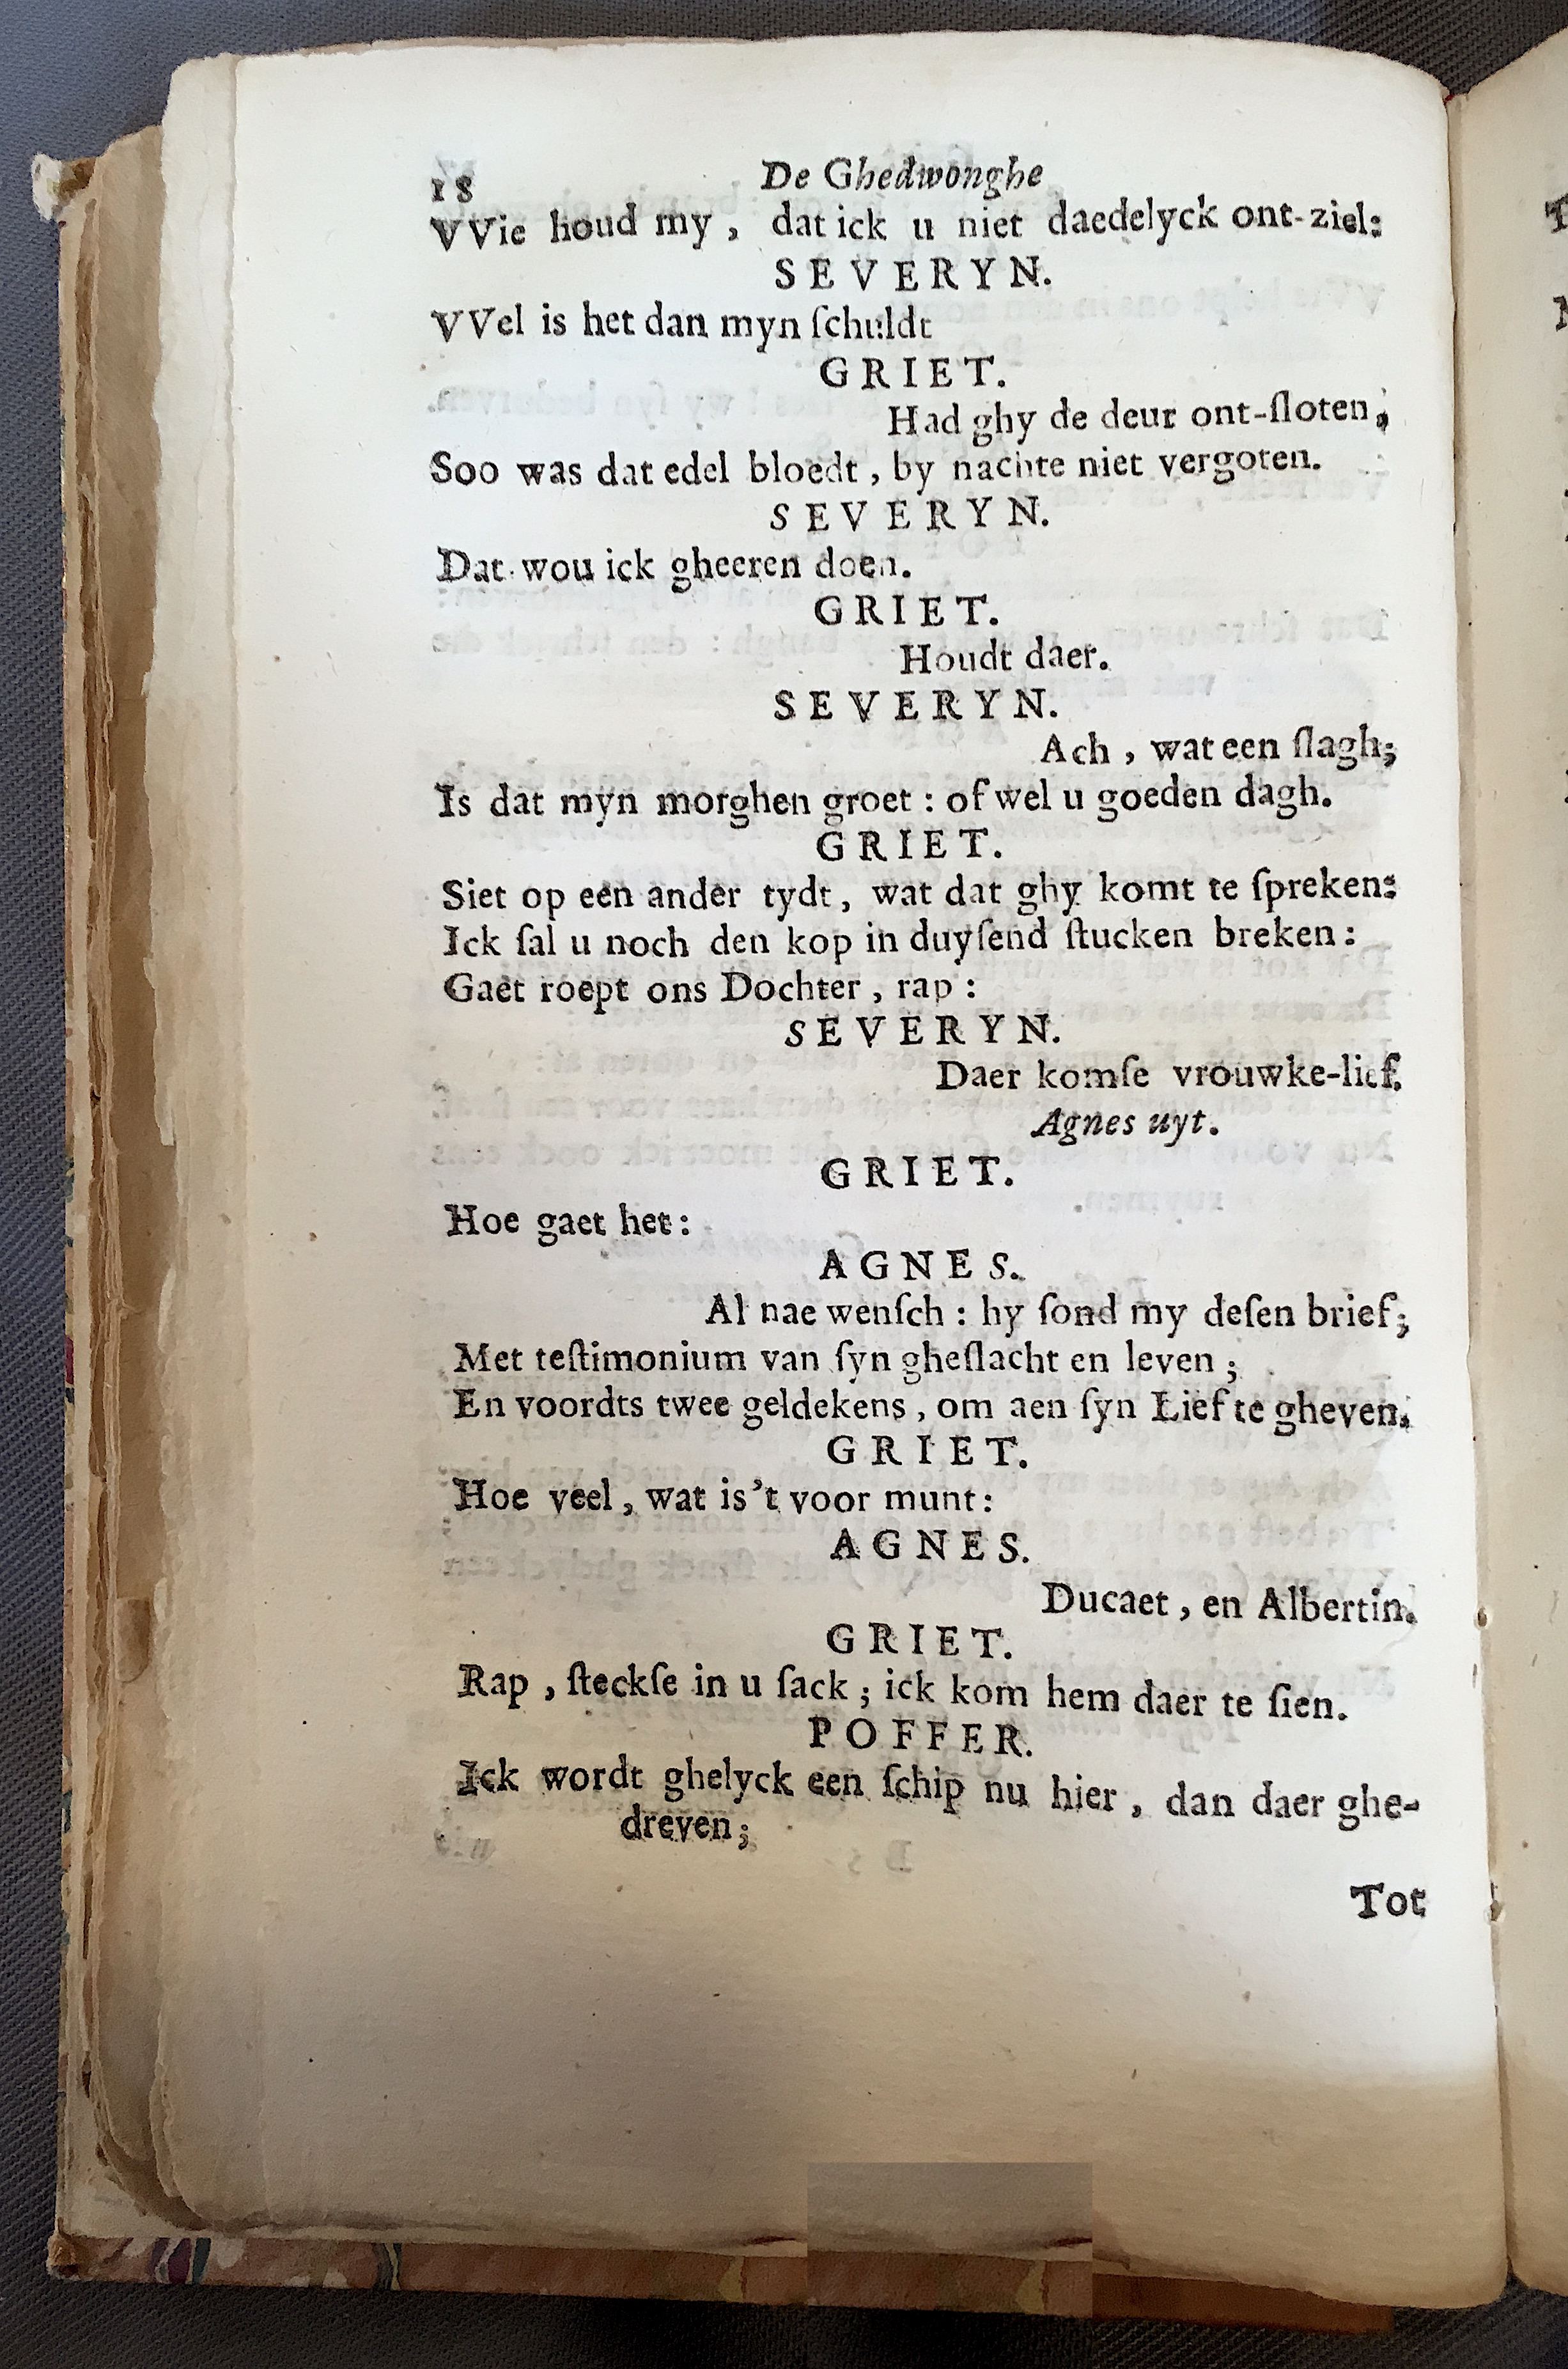 18 De Ghedwonghe
VVie houd my, dat ick u niet daedelyck ont-ziel:
SEVERYN.
VVel is het dan myn ſchuldt
GRIET.
Had ghy de deur ont-ſloten,
Soo was dat edel bloedt, by nachte niet vergoten.
SEVERYN.
Dat wou ick gheeren doen.
GRIET.
Houdt daer.
SEVERYN.
Ach, wat een ſlagh;
Is dat myn morghen groet: of wel u goeden dagh.
GRIET.
Siet op een ander tydt, wat dat ghy komt te ſpreken:
Ick ſal u noch den kop in duyſend ſtucken breken:
Gaet roept ons Dochter, rap:
SEVERYN.
Daer komſe vrouwke-lief.
Agnes uyt.
GRIET.
Hoe gaet het:
AGNES.
Al nae wenſch: hy ſond my deſen brief;
Met teſtimonium van ſyn gheſlacht en leven;
En voordts twee geldekens, om aen ſyn Lief te gheven.
GRIET.
Hoe veel, wat is't voor munt:
AGNES.
Ducaet, en Albertin.
GRIET.
Rap, ſteckſe in u ſack; ick kom hem daer te ſien.
POFFER.
Ick wordt ghelyck een ſchip nu hier, dan daer ghe-
dreven;
Tot